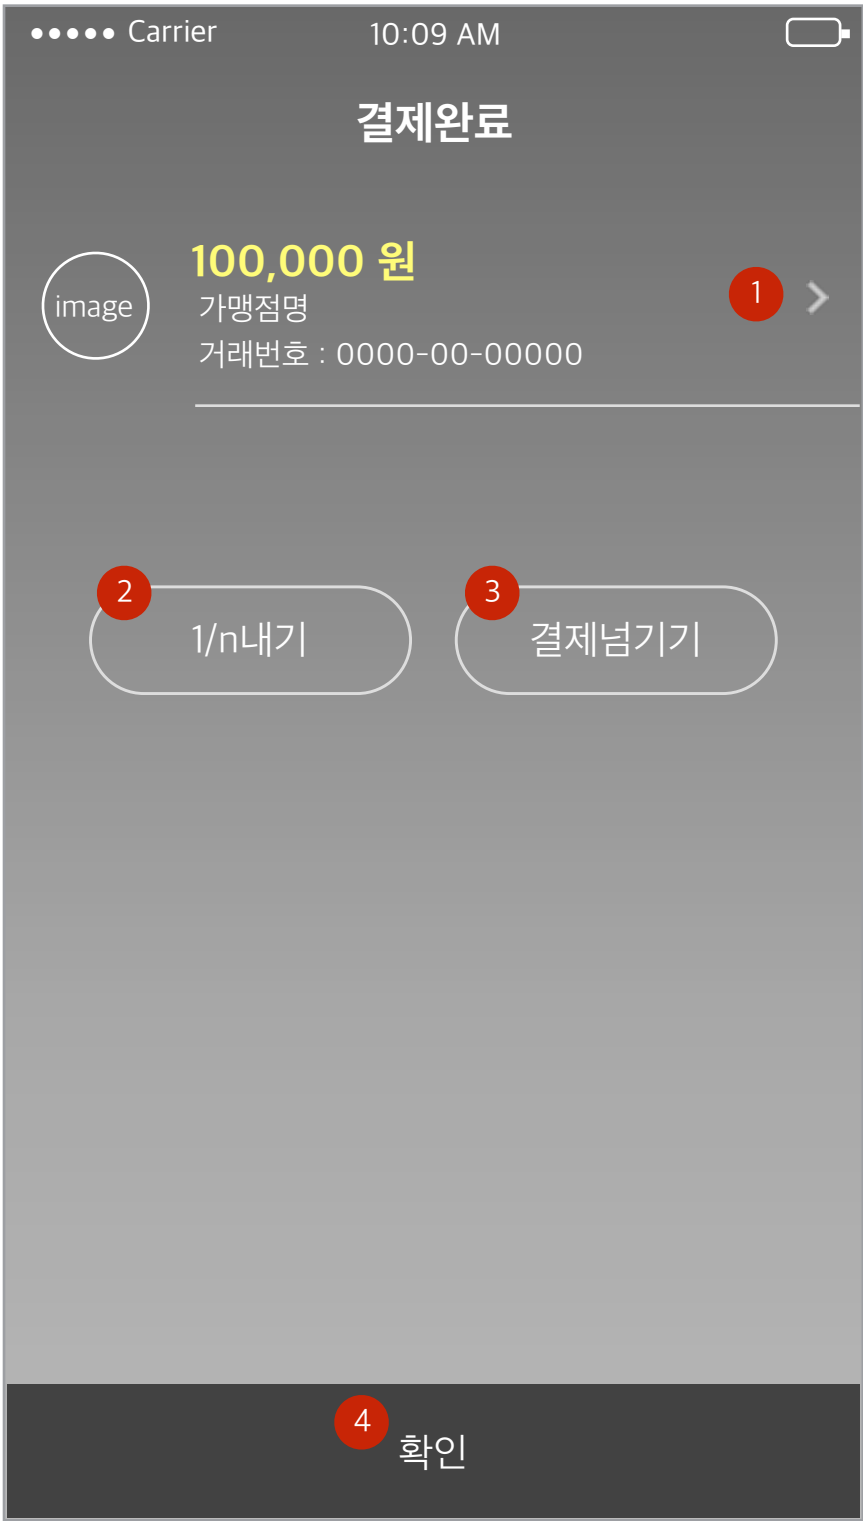 ●●●●● Carrier 10:09 AM
결제완료
image
100,000 원
가맹점명
거래번호 : 0000-00-00000
1
2
1/n내기
3
결제넘기기
4
확인